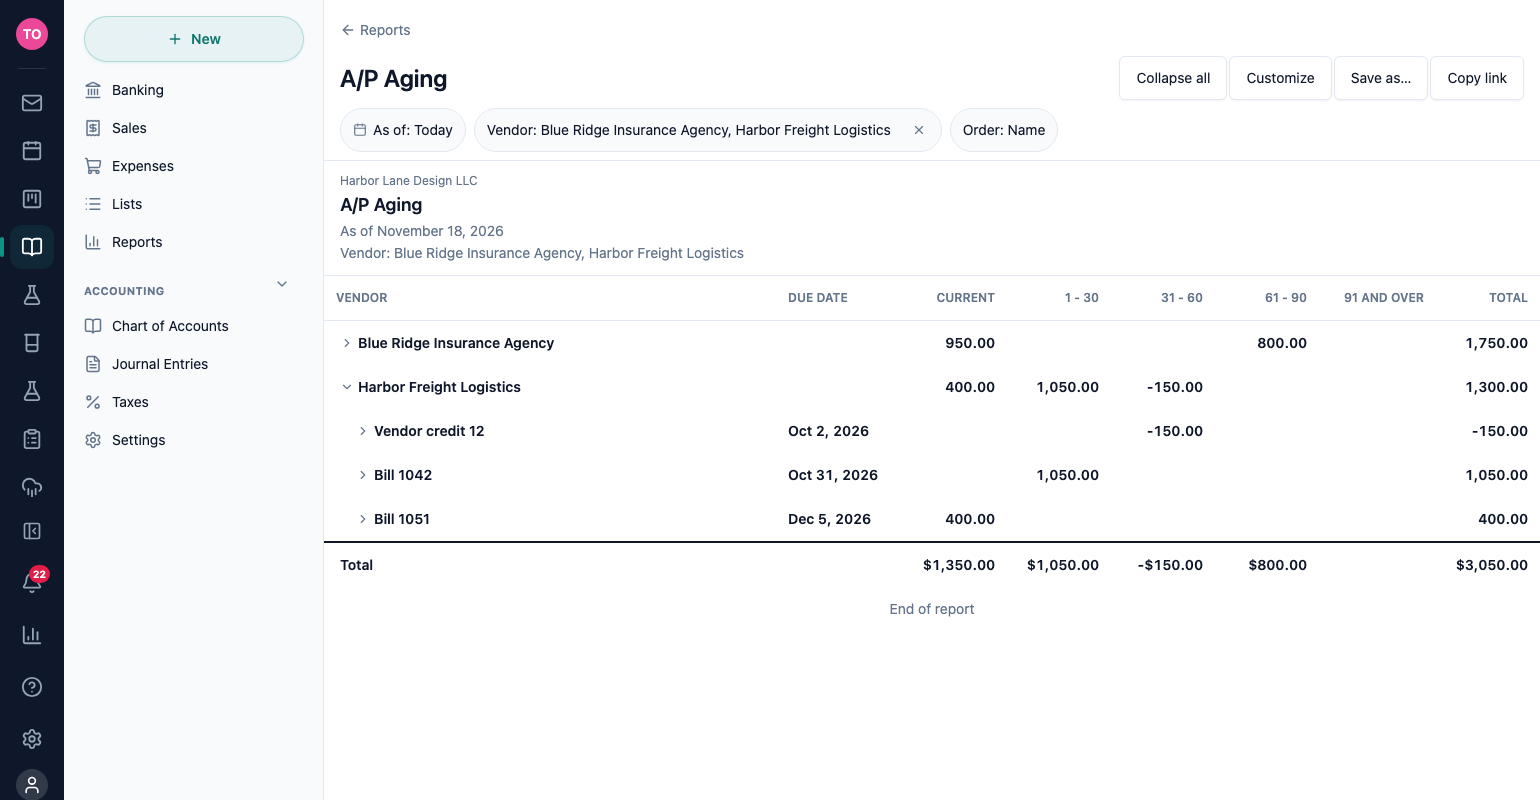 TO
New
Banking
Sales
Expenses
Lists
Reports
ACCOUNTING
Chart of Accounts
Journal Entries
Taxes
Settings
22
Reports
A/P Aging
Collapse all
Customize
Save as...
Copy link
As of: Today
Vendor: Blue Ridge Insurance Agency, Harbor Freight Logistics
Order: Name
Harbor Lane Design LLC
A/P Aging
As of November 18, 2026
Vendor: Blue Ridge Insurance Agency, Harbor Freight Logistics
VENDOR DUE DATE CURRENT 1 - 30 31 - 60 61 - 90 91 AND OVER TOTAL
Blue Ridge Insurance Agency 950.00 800.00 1,750.00
Harbor Freight Logistics 400.00 1,050.00 -150.00 1,300.00
Vendor credit 12 Oct 2, 2026 -150.00 -150.00
Bill 1042 Oct 31, 2026 1,050.00 1,050.00
Bill 1051 Dec 5, 2026 400.00 400.00
Total $1,350.00 $1,050.00 -$150.00 $800.00 $3,050.00
End of report